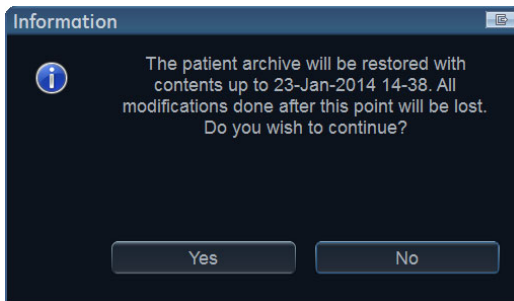 Information
The patient archive will be restored with
contents up to 23-Jan-2014 14-38. All
modifications done after this point will be lost.
Do you wish to continue?
Yes
No